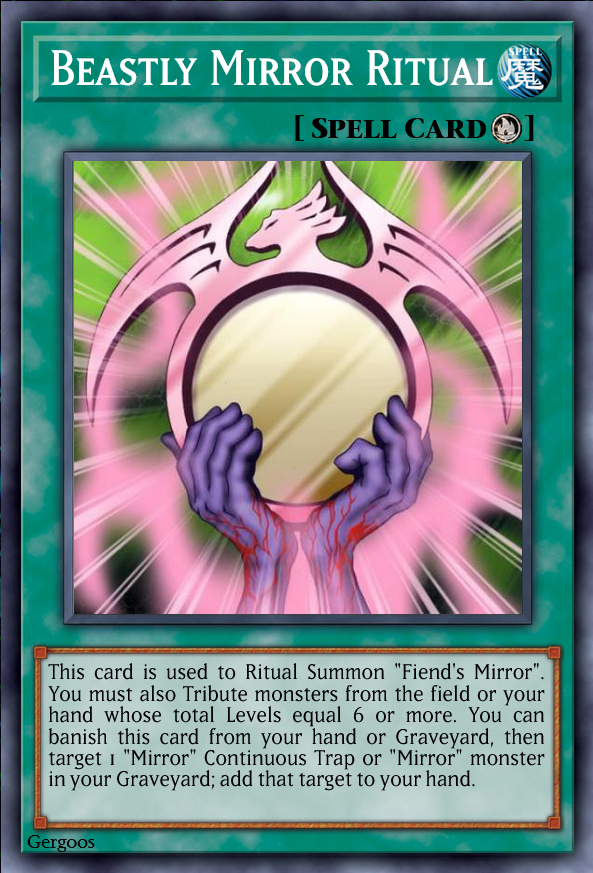 Beastly Mirror Ritual
SPELL
魔
[ Spell Card ]
This card is used to Ritual Summon "Fiend's Mirror".
You must also Tribute monsters from the field or your
hand whose total Levels equal 6 or more. You can
banish this card from your hand or Graveyard, then
target 1 "Mirror" Continuous Trap or "Mirror" monster
in your Graveyard; add that target to your hand.
Gergoos